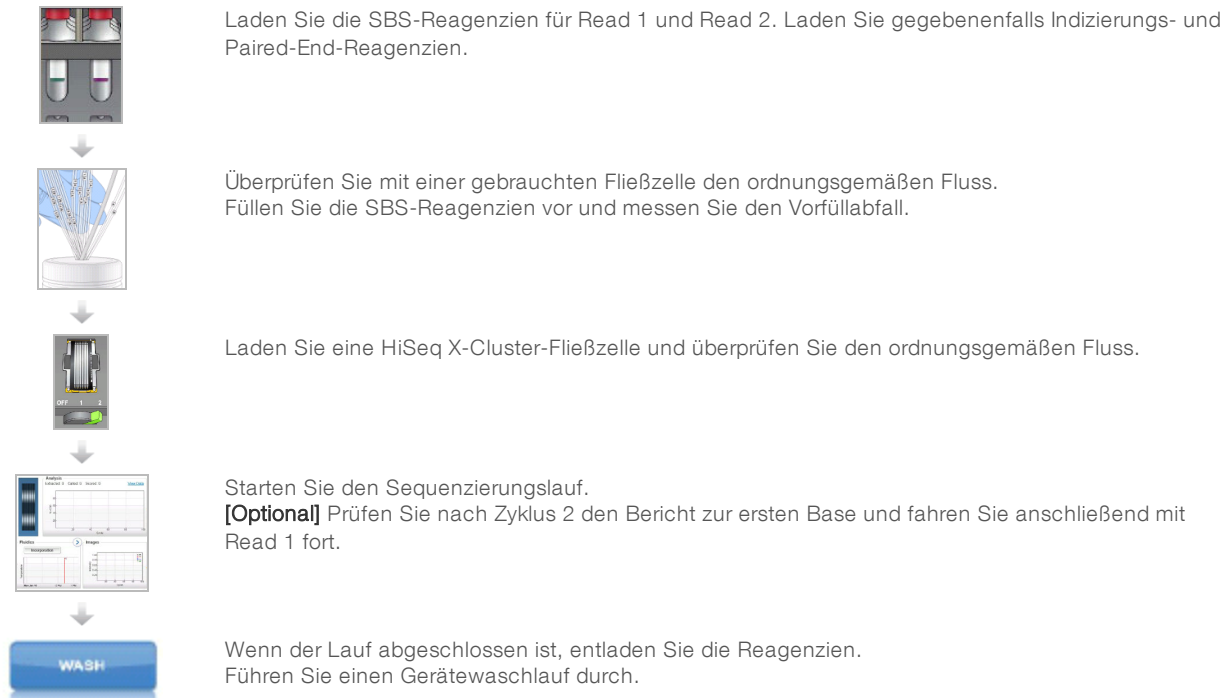 Laden Sie die SBS-Reagenzien für Read 1 und Read 2. Laden Sie gegebenenfalls Indizierungs- und
Paired-End-Reagenzien.
Überprüfen Sie mit einer gebrauchten Fließzelle den ordnungsgemäßen Fluss.
Füllen Sie die SBS-Reagenzien vor und messen Sie den Vorfüllabfall.
Laden Sie eine HiSeq X-Cluster-Fließzelle und überprüfen Sie den ordnungsgemäßen Fluss.
OFF 1 2
Analysis
Images
Starten Sie den Sequenzierungslauf.
[Optional] Prüfen Sie nach Zyklus 2 den Bericht zur ersten Base und fahren Sie anschließend mit
Read 1 fort.
WASH
Wenn der Lauf abgeschlossen ist, entladen Sie die Reagenzien.
Führen Sie einen Gerätewaschlauf durch.